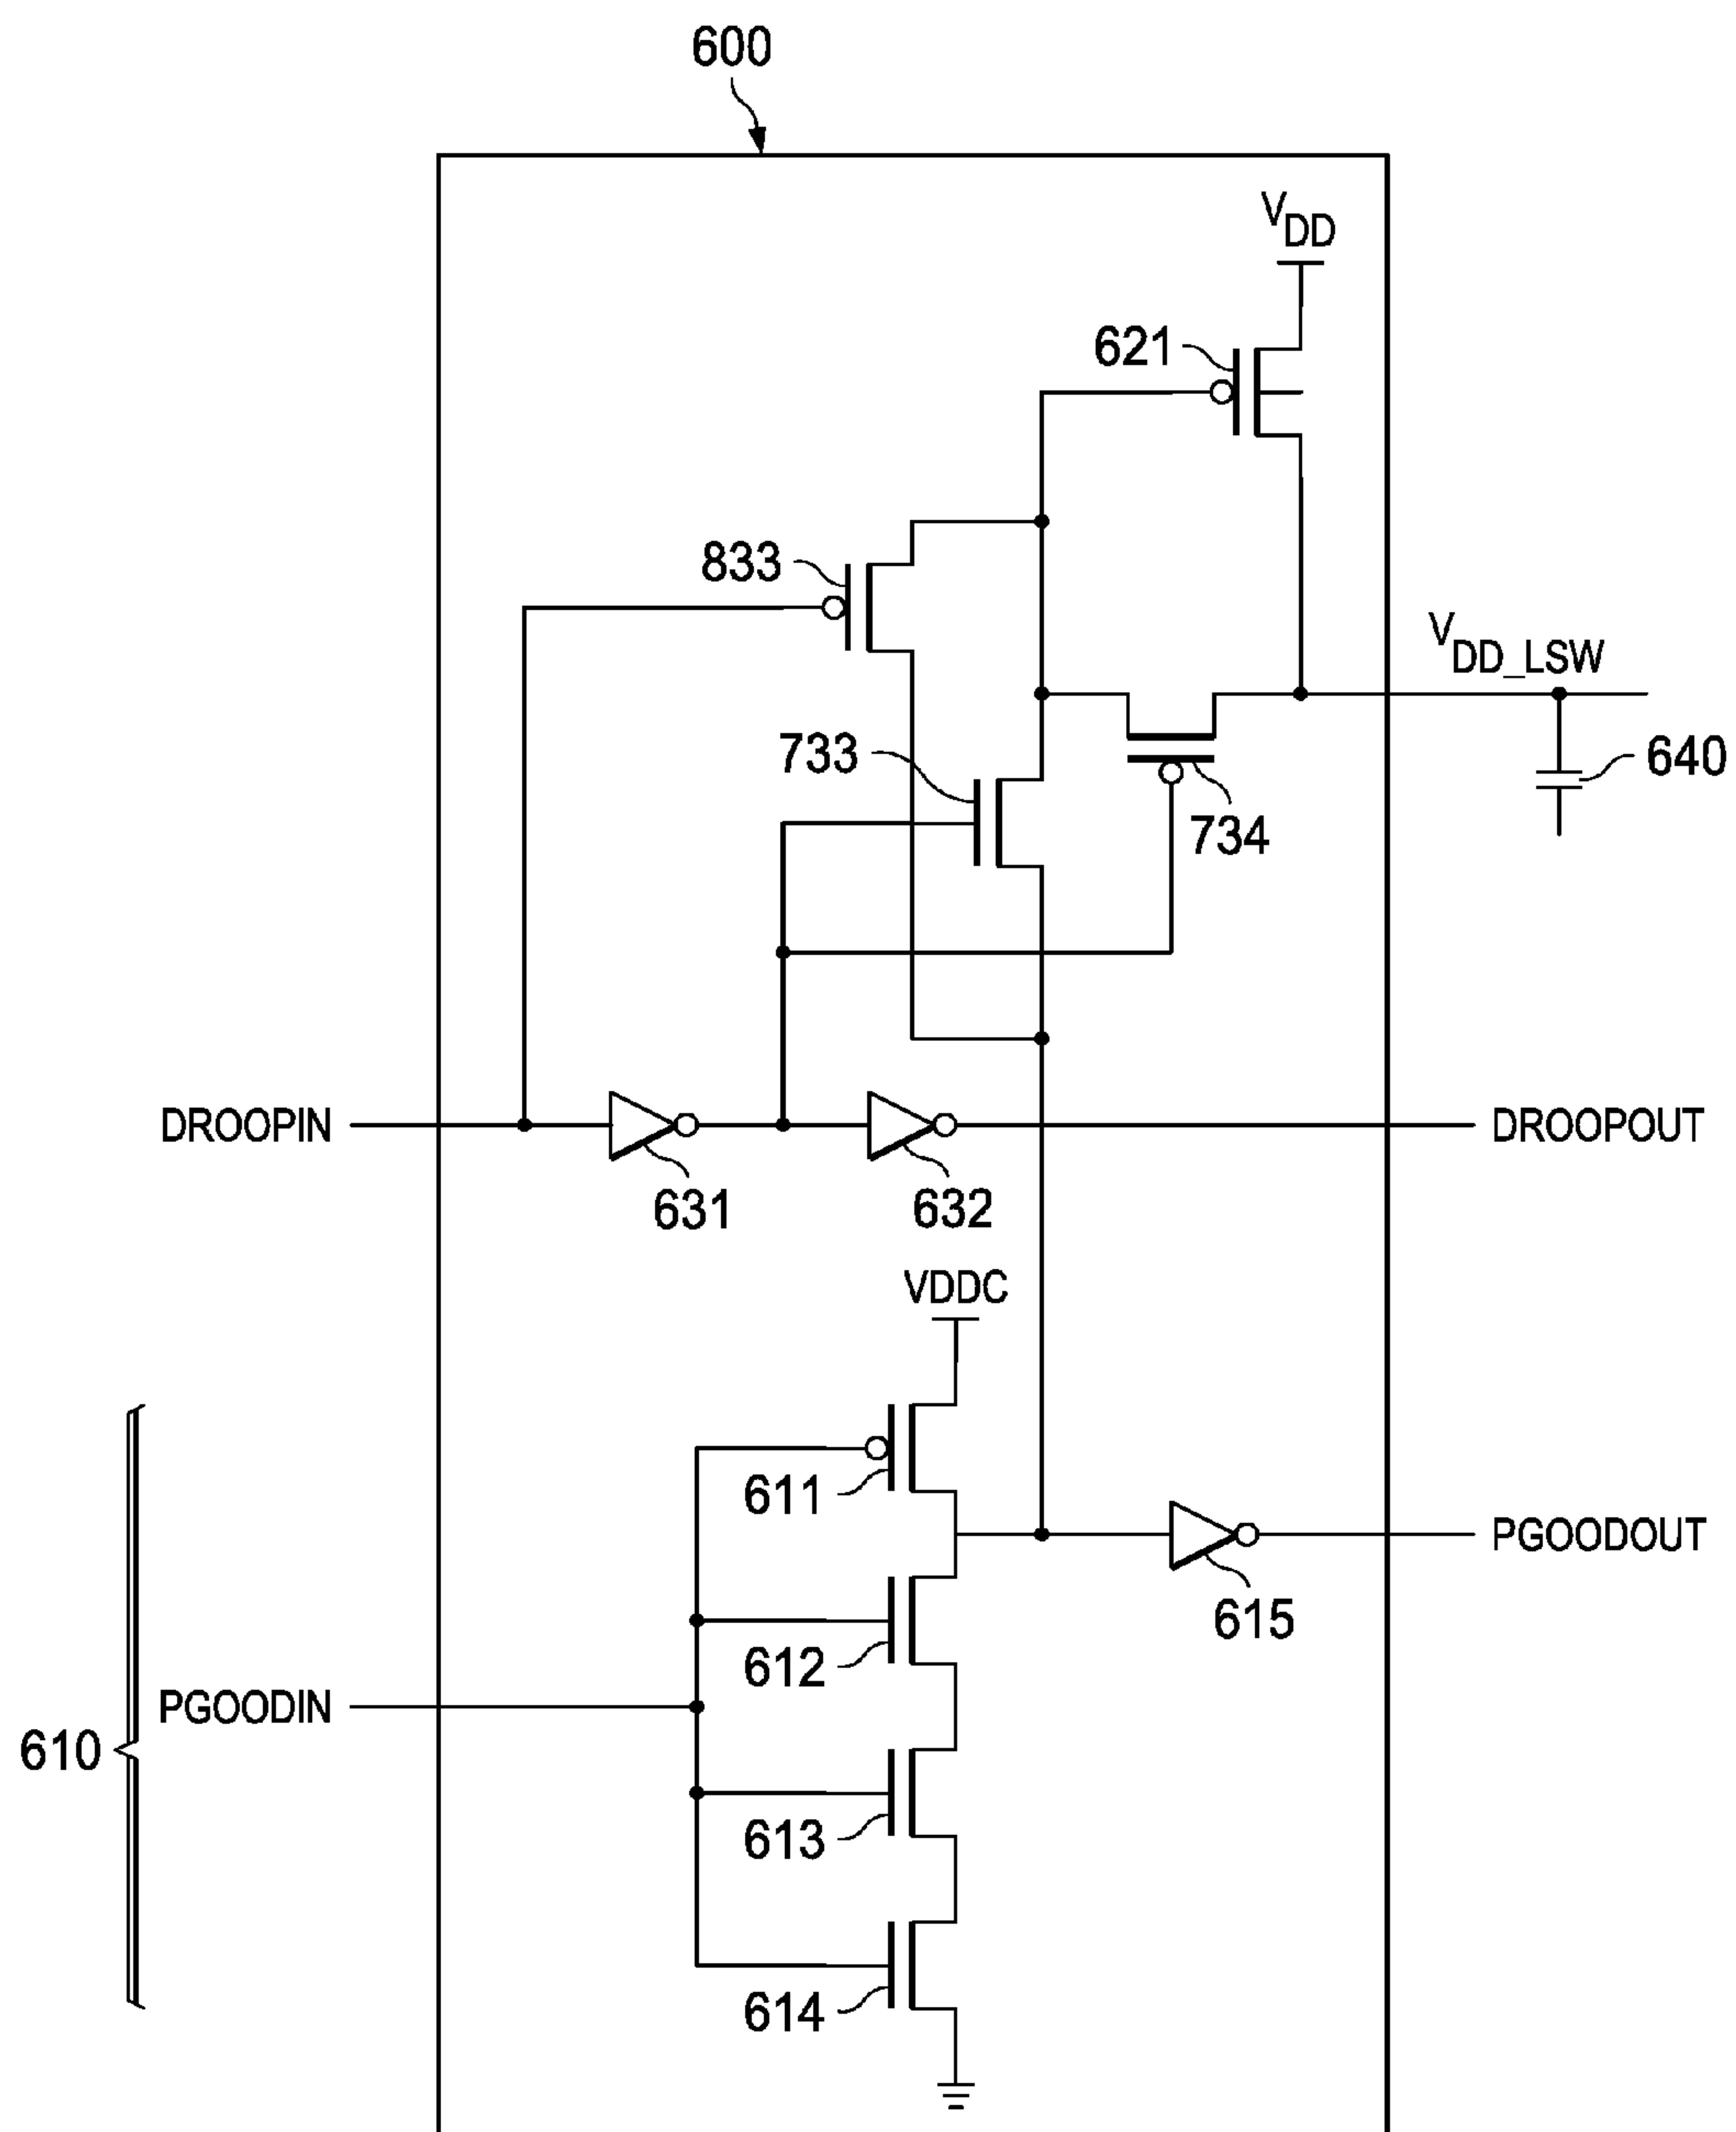 600
VDD
621
833
VDD_LSW
733
640
734
DROOPIN
DROOPOUT
631
632
VDDC
611
PGOODOUT
615
612
PGOODIN
610
613
614